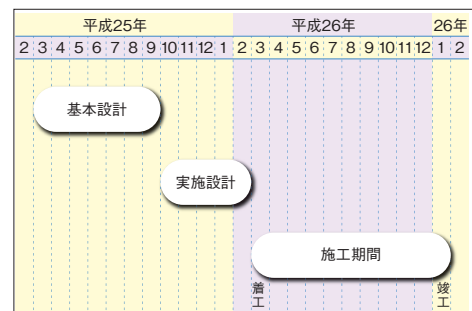 平成25年 平成26年 26年
2 3 4 5 6 7 8 9 10 11 12 1 2 3 4 5 6 7 8 9 10 11 12 1 2
基本設計
実施設計
施工期間
着工 竣工